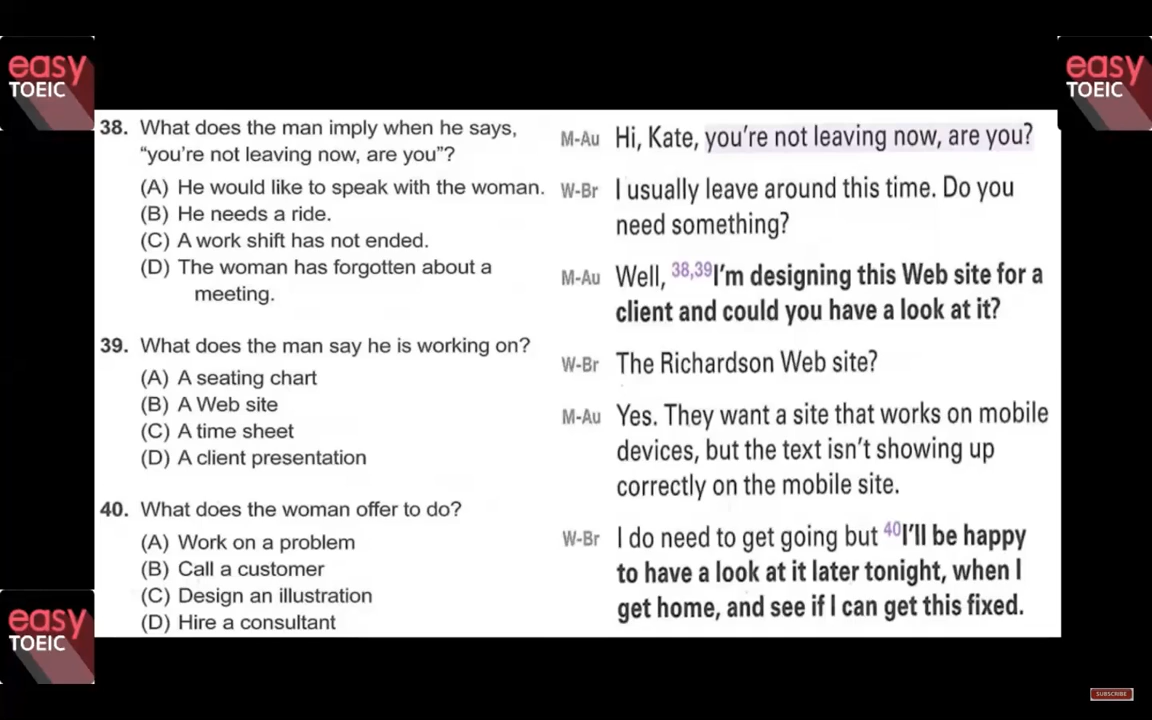 easy
TOEIC
easy
TOEIC
38. What does the man imply when he says,
“you’re not leaving now, are you”?
(A) He would like to speak with the woman.
(B) He needs a ride.
(C) A work shift has not ended.
(D) The woman has forgotten about a
meeting.
39. What does the man say he is working on?
(A) A seating chart
(B) A Web site
(C) A time sheet
(D) A client presentation
40. What does the woman offer to do?
(A) Work on a problem
(B) Call a customer
(C) Design an illustration
(D) Hire a consultant
M-Au Hi, Kate, you’re not leaving now, are you?
W-Br I usually leave around this time. Do you
need something?
M-Au Well, 38,39I’m designing this Web site for a
client and could you have a look at it?
W-Br The Richardson Web site?
M-Au Yes. They want a site that works on mobile
devices, but the text isn’t showing up
correctly on the mobile site.
W-Br I do need to get going but 40I’ll be happy
to have a look at it later tonight, when I
get home, and see if I can get this fixed.
easy
TOEIC
SUBSCRIBE